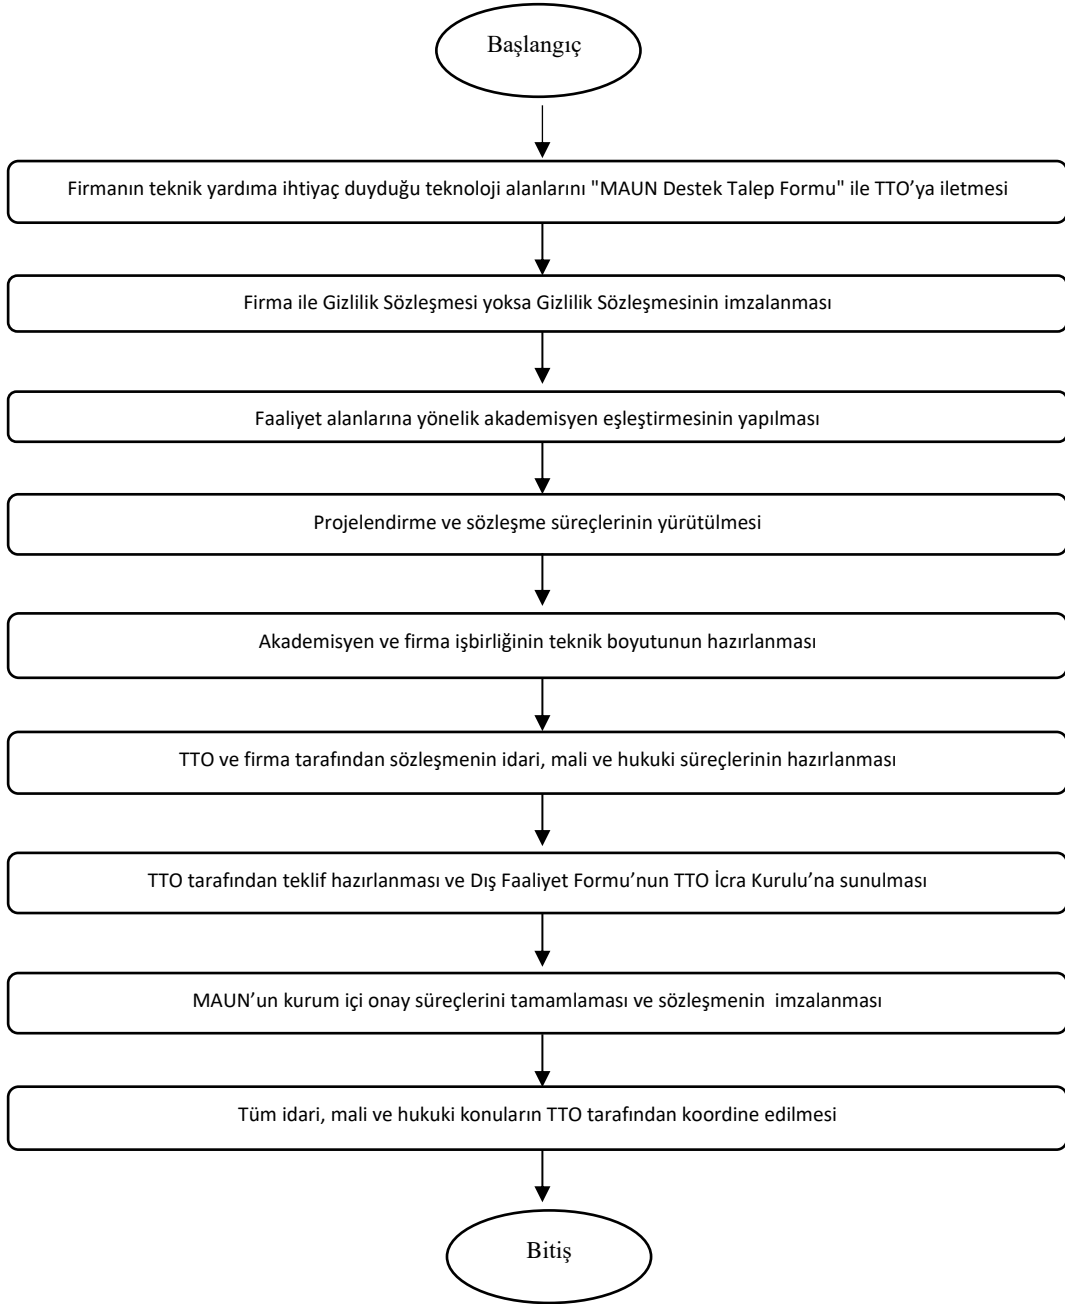 Başlangıç
Firmanın teknik yardıma ihtiyaç duyduğu teknoloji alanlarını "MAUN Destek Talep Formu" ile TTO’ya iletmesi
Firma ile Gizlilik Sözleşmesi yoksa Gizlilik Sözleşmesinin imzalanması
Faaliyet alanlarına yönelik akademisyen eşleştirmesinin yapılması
Projelendirme ve sözleşme süreçlerinin yürütülmesi
Akademisyen ve firma işbirliğinin teknik boyutunun hazırlanması
TTO ve firma tarafından sözleşmenin idari, mali ve hukuki süreçlerinin hazırlanması
TTO tarafından teklif hazırlanması ve Dış Faaliyet Formu’nun TTO İcra Kurulu’na sunulması
MAUN’un kurum içi onay süreçlerini tamamlaması ve sözleşmenin  imzalanması
Tüm idari, mali ve hukuki konuların TTO tarafından koordine edilmesi
Bitiş